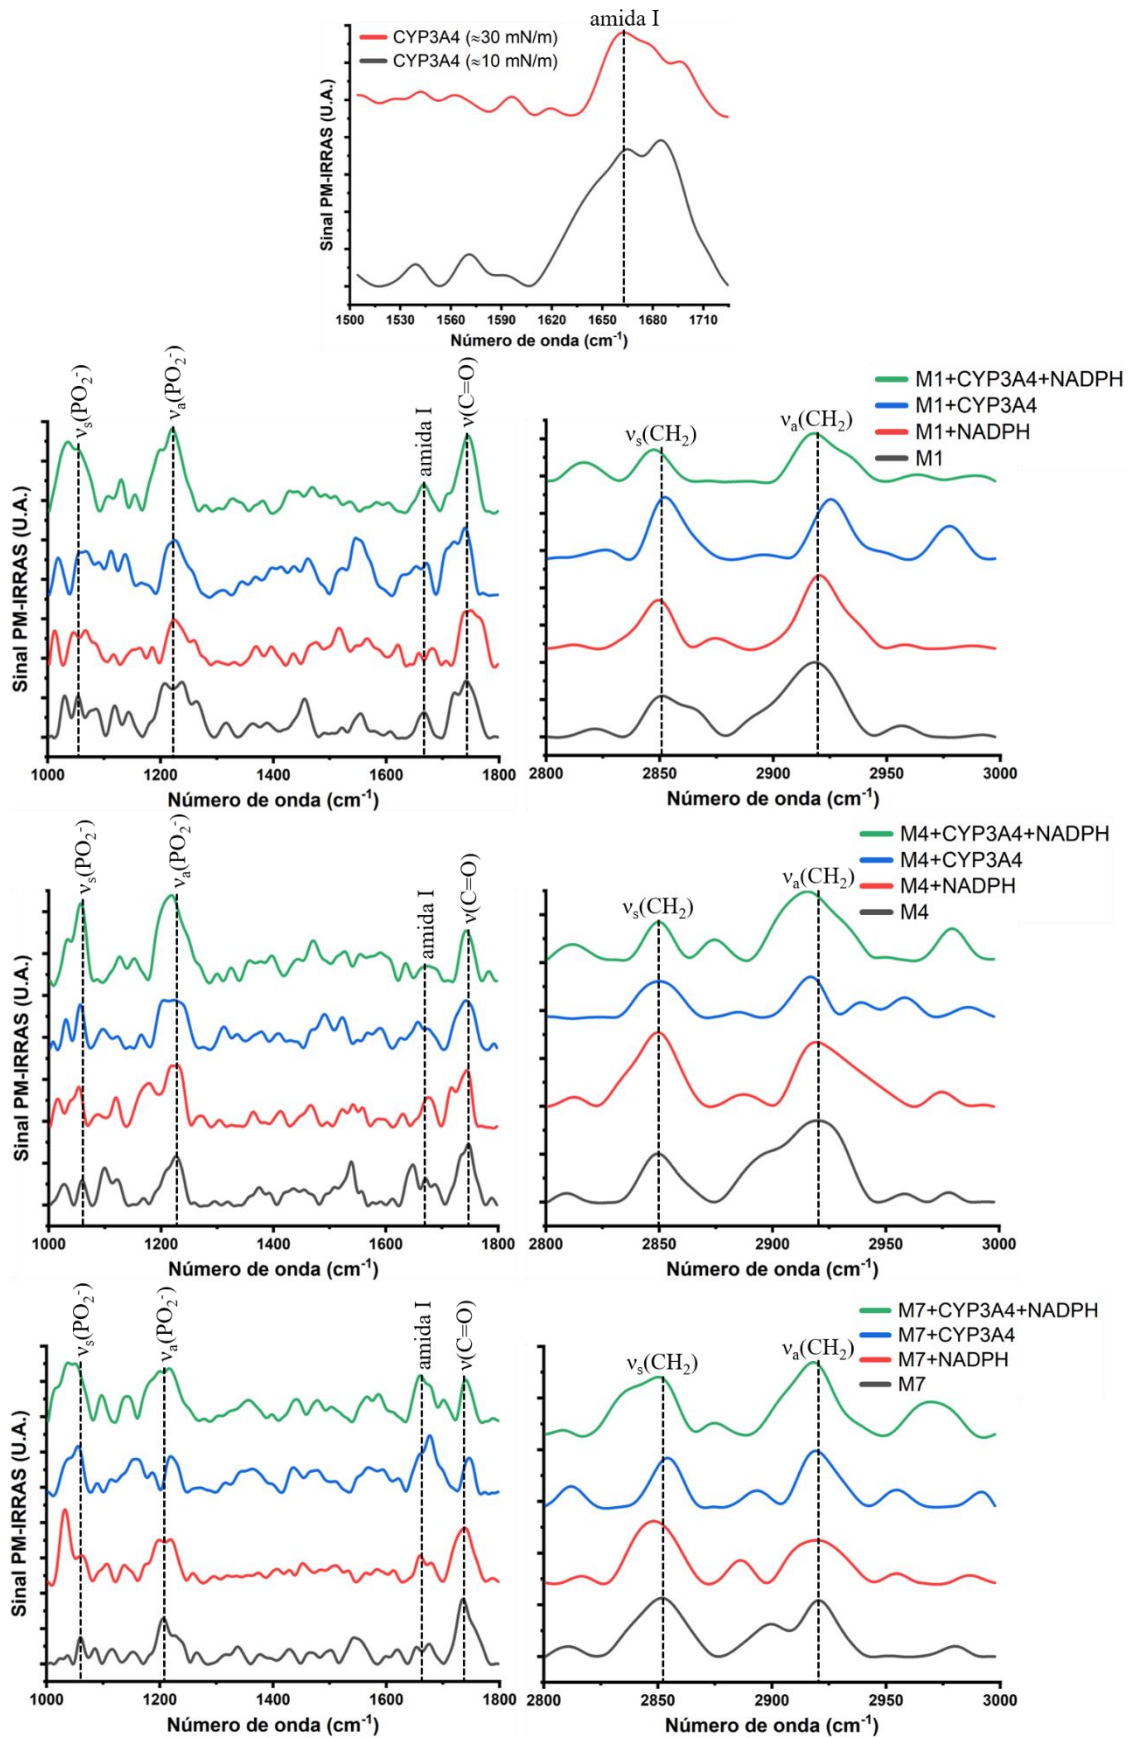 amida I
CYP3A4 (≈30 mN/m)
CYP3A4 (≈10 mN/m)
Sinal PM-IRRAS (U.A.)
1500 1530 1560 1590 1620 1650 1680 1710
Número de onda (cm⁻¹)
νs(PO₂⁻)
νa(PO₂⁻)
amida I
ν(C=O)
Sinal PM-IRRAS (U.A.)
1000 1200 1400 1600 1800
Número de onda (cm⁻¹)
νs(CH₂)
νa(CH₂)
M1+CYP3A4+NADPH
M1+CYP3A4
M1+NADPH
M1
2800 2850 2900 2950 3000
Número de onda (cm⁻¹)
νs(PO₂⁻)
νa(PO₂⁻)
amida I
ν(C=O)
Sinal PM-IRRAS (U.A.)
1000 1200 1400 1600 1800
Número de onda (cm⁻¹)
νs(CH₂)
νa(CH₂)
M4+CYP3A4+NADPH
M4+CYP3A4
M4+NADPH
M4
2800 2850 2900 2950 3000
Número de onda (cm⁻¹)
νs(PO₂⁻)
νa(PO₂⁻)
amida I
ν(C=O)
Sinal PM-IRRAS (U.A.)
1000 1200 1400 1600 1800
Número de onda (cm⁻¹)
νs(CH₂)
νa(CH₂)
M7+CYP3A4+NADPH
M7+CYP3A4
M7+NADPH
M7
2800 2850 2900 2950 3000
Número de onda (cm⁻¹)